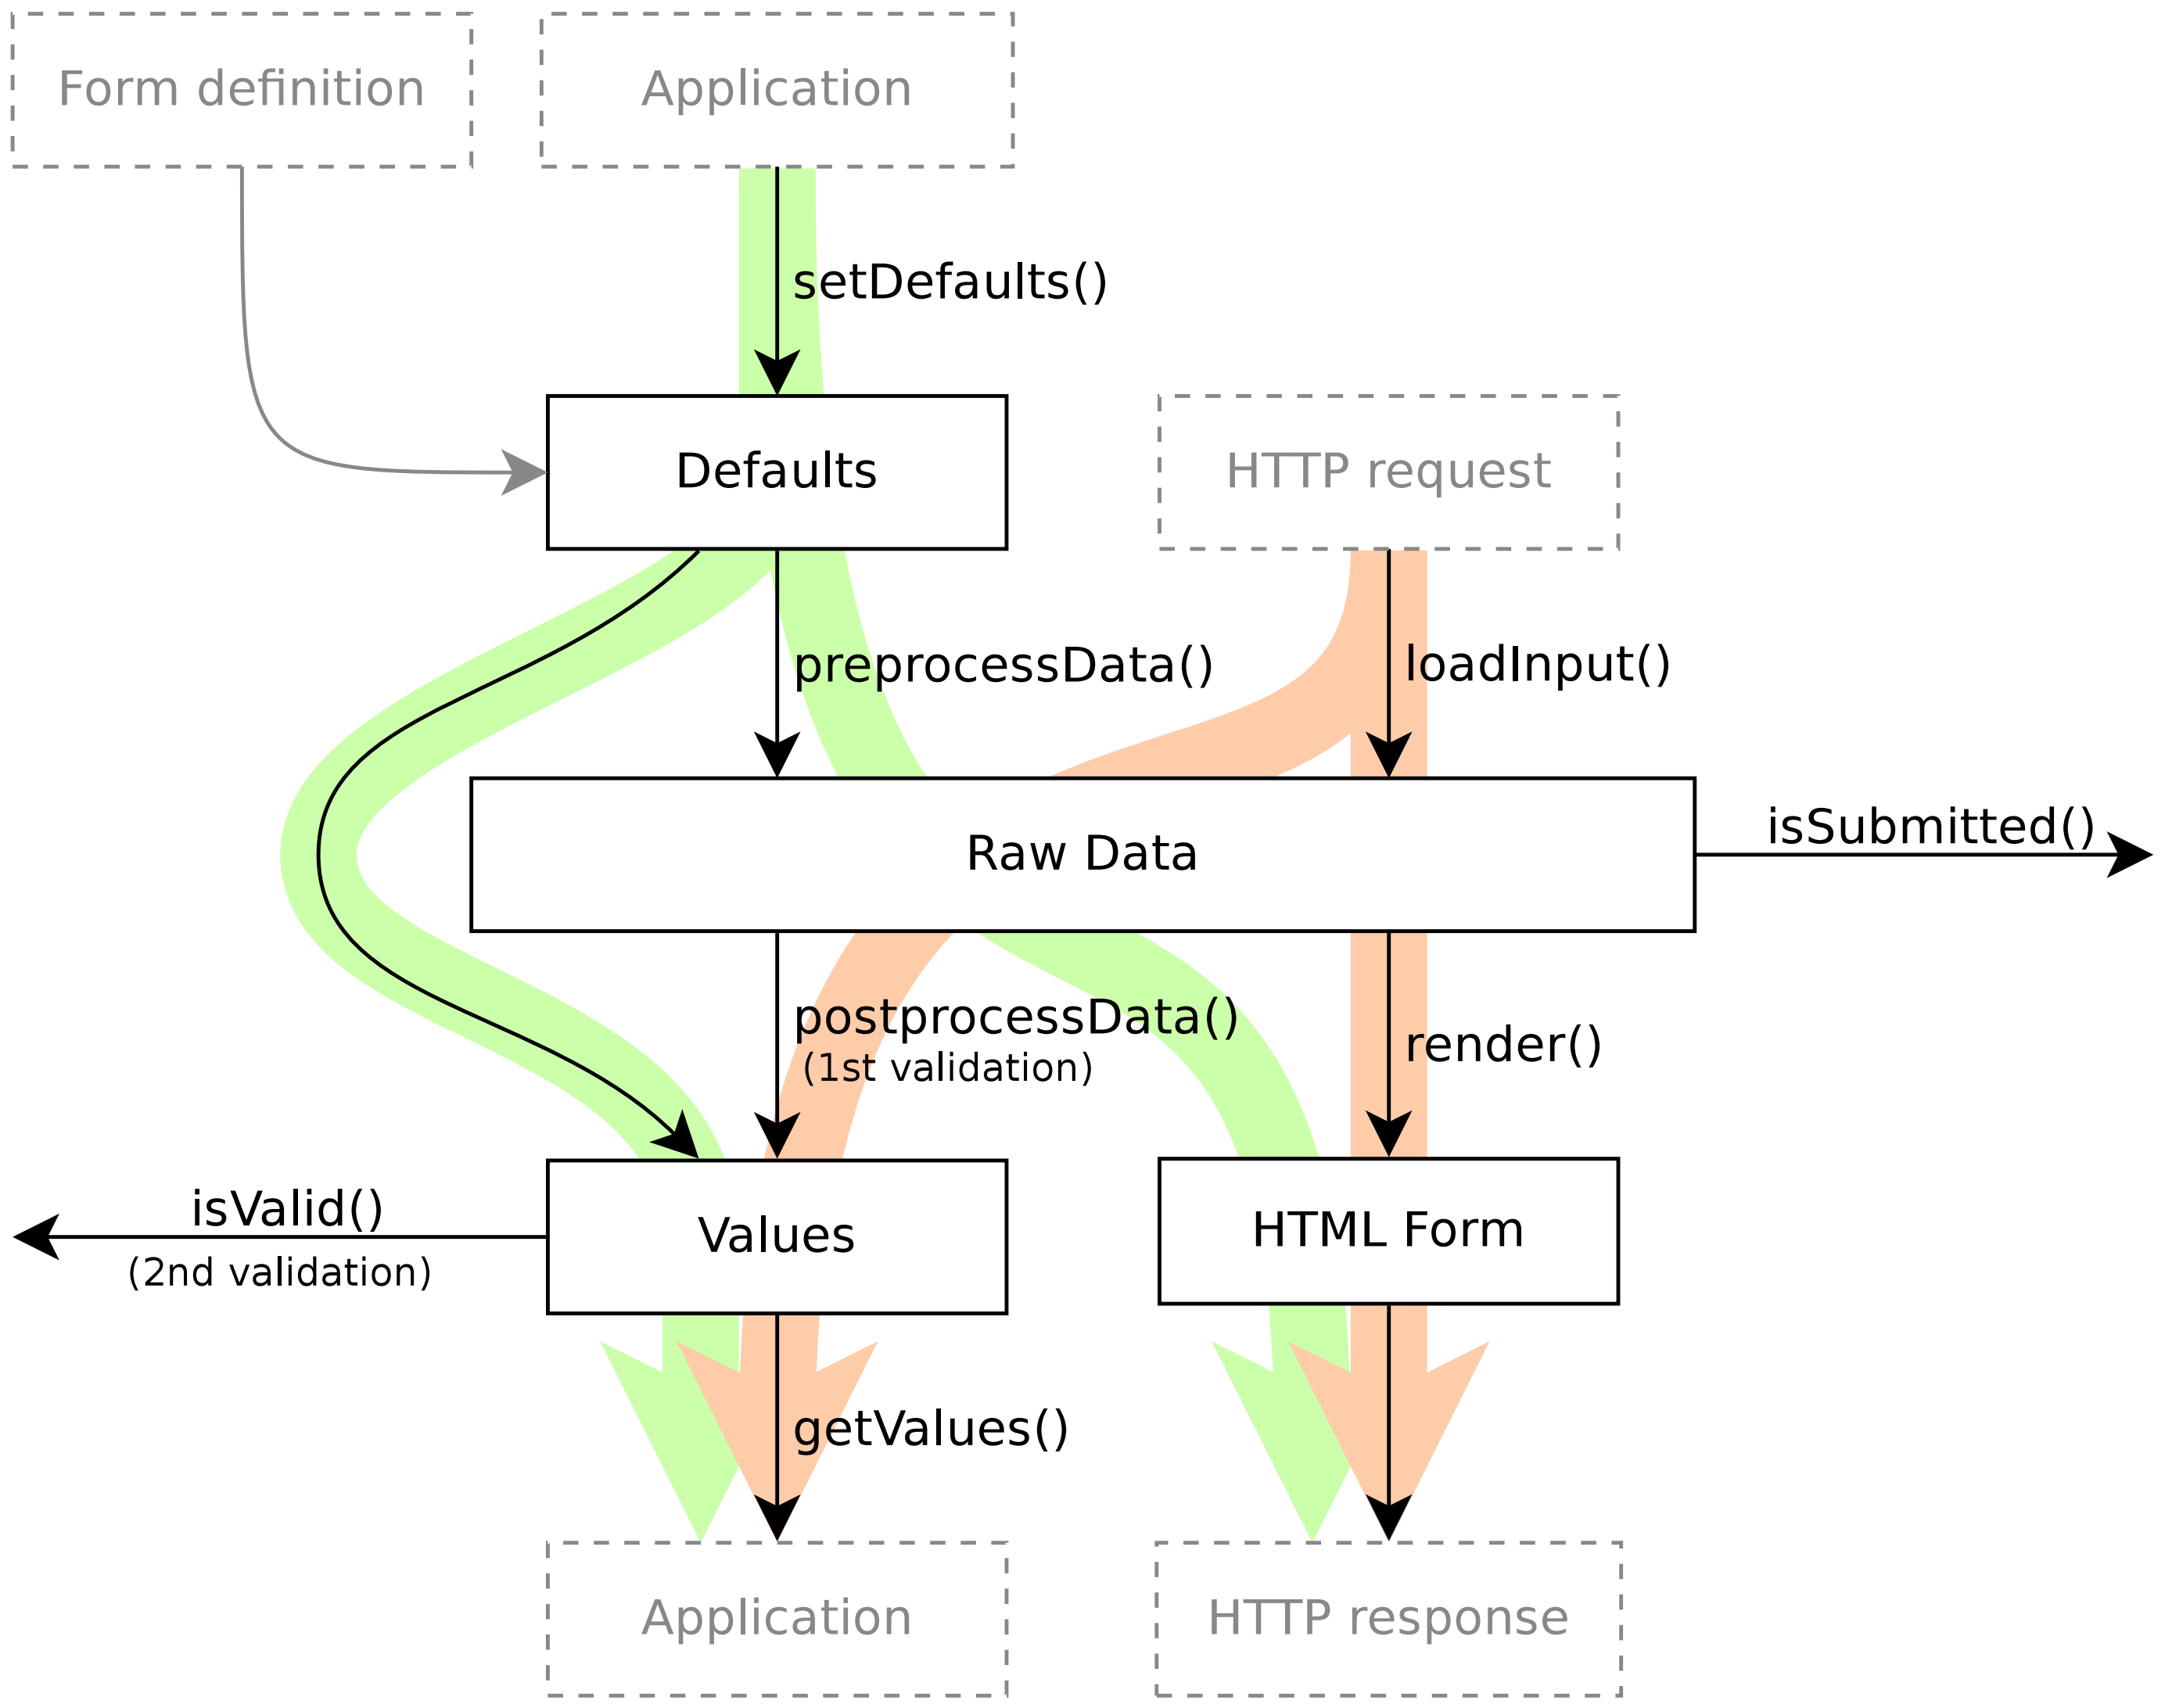 Form definition
Application
setDefaults()
Defaults
HTTP request
preprocessData()
loadInput()
Raw Data
isSubmitted()
postprocessData()
(1st validation)
render()
isValid()
(2nd validation)
Values
HTML Form
getValues()
Application
HTTP response